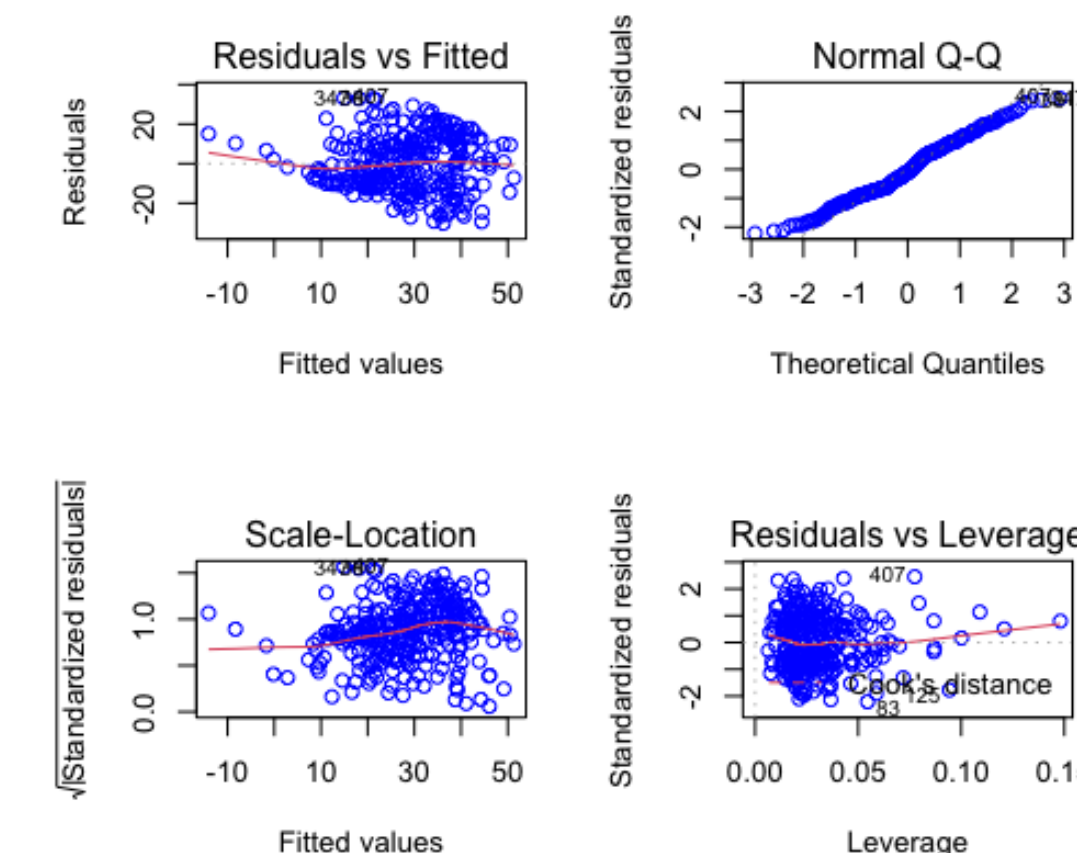 Residuals vs Fitted
Residuals
20
-20
-10 10 30 50
Fitted values
Normal Q-Q
Standardized residuals
2
0
-2
-3 -2 -1 0 1 2 3
Theoretical Quantiles
Scale-Location
√|Standardized residuals|
1.0
0.0
-10 10 30 50
Fitted values
Residuals vs Leverage
Standardized residuals
2
0
-2
407
Cook's distance
125
83
0.00 0.05 0.10
Leverage